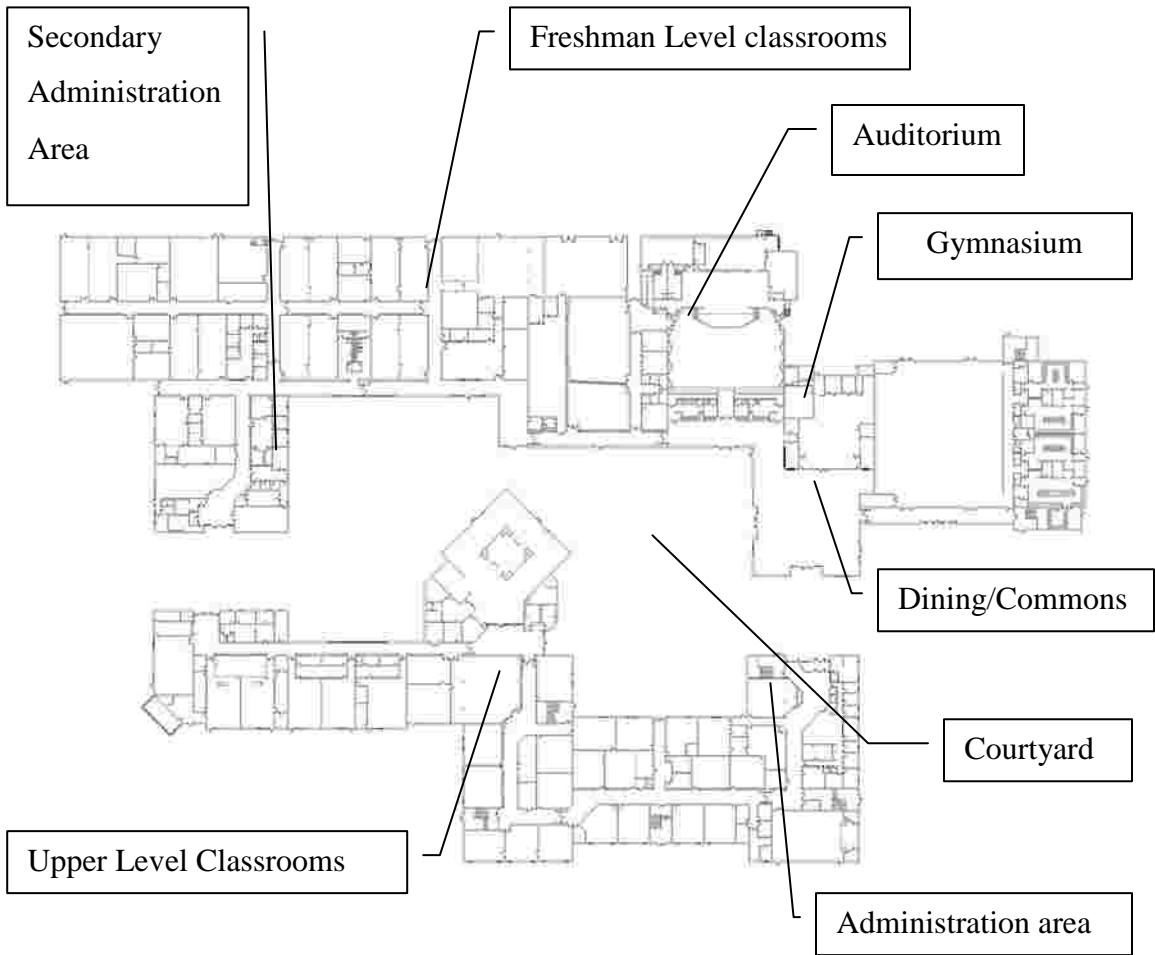 Secondary
Administration
Area
Freshman Level classrooms
Auditorium
Gymnasium
Dining/Commons
Courtyard
Upper Level Classrooms
Administration area